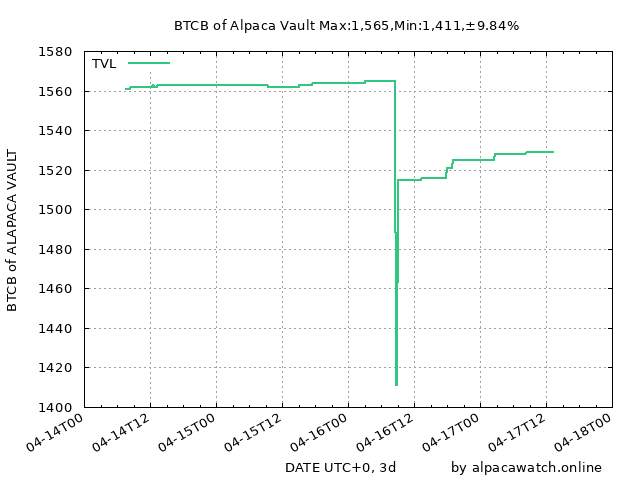 BTCB of Alpaca Vault Max:1,565,Min:1,411,±9.84%
TVL
1580
1560
1540
1520
1500
1480
1460
1440
1420
1400
BTCB of ALAPACA VAULT
04-14T00
04-14T12
04-15T00
04-15T12
04-16T00
04-16T12
04-17T00
04-17T12
04-18T00
DATE UTC+0, 3d
by alpacawatch.online